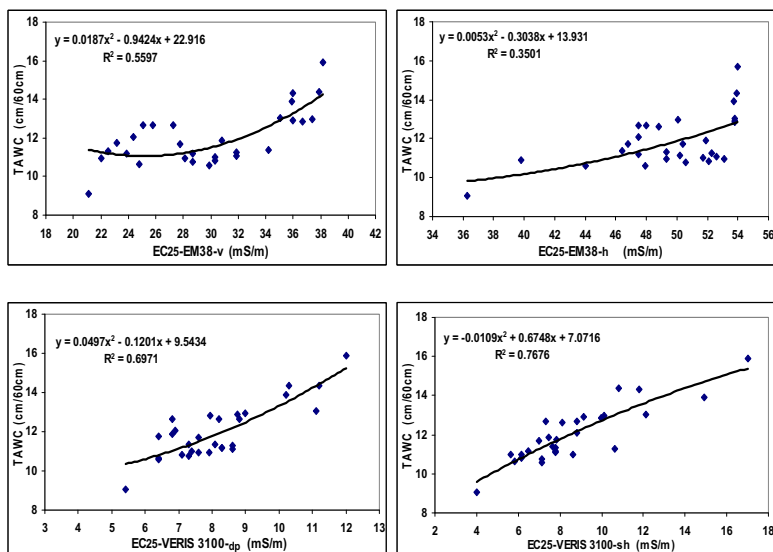 y = 0.0187x² - 0.9424x + 22.916
R² = 0.5597
TAWC (cm/60cm)
18
16
14
12
10
8
20 22 24 26 28 30 32 34 36 38 40 42
EC25-EM38-v (mS/m)
y = 0.0053x² - 0.3038x + 13.931
R² = 0.3501
TAWC (cm/60cm)
18
16
14
12
10
8
34 36 38 40 42 44 46 48 50 52 54 56
EC25-EM38-h (mS/m)
y = 0.0497x² - 0.1201x + 9.5434
R² = 0.6971
TAWC (cm/60cm)
18
16
14
12
10
8
3 4 5 6 7 8 9 10 11 12 13
EC25-VERIS 3100-dp (mS/m)
y = -0.0109x² + 0.6748x + 7.0716
R² = 0.7676
TAWC (cm/60cm)
18
16
14
12
10
8
2 4 6 8 10 12 14 16 18
EC25-VERIS 3100-sh (mS/m)